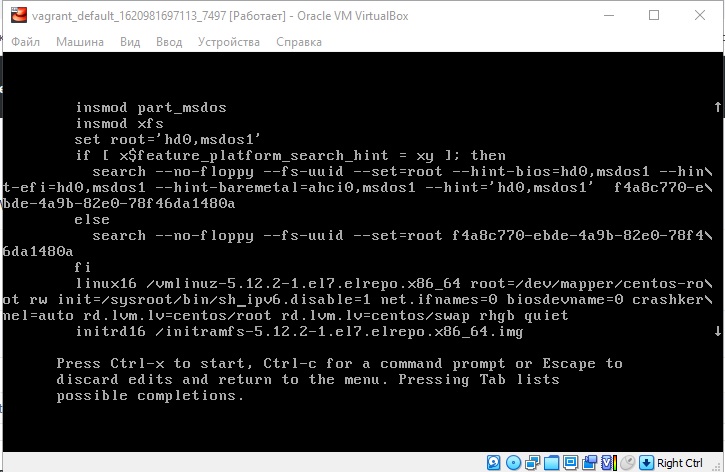 vagrant_default_1620981697113_7497 [Работает] - Oracle VM VirtualBox
Файл Машина Вид Ввод Устройства Справка
insmod part_msdos
insmod xfs
set root='hd0,msdos1'
if [ x$feature_platform_search_hint = xy ]; then
search --no-floppy --fs-uuid --set=root --hint-bios=hd0,msdos1 --hin\
t-efi=hd0,msdos1 --hint-baremetal=ahci0,msdos1 --hint='hd0,msdos1'  f4a8c770-e\
bde-4a9b-82e0-78f46da1480a
else
search --no-floppy --fs-uuid --set=root f4a8c770-ebde-4a9b-82e0-78f4\
6da1480a
fi
linux16 /vmlinuz-5.12.2-1.el7.elrepo.x86_64 root=/dev/mapper/centos-ro\
ot rw init=/sysroot/bin/sh_ipv6.disable=1 net.ifnames=0 biosdevname=0 crashker\
nel=auto rd.lvm.lv=centos/root rd.lvm.lv=centos/swap rhgb quiet
initrd16 /initramfs-5.12.2-1.el7.elrepo.x86_64.img
Press Ctrl-x to start, Ctrl-c for a command prompt or Escape to
discard edits and return to the menu. Pressing Tab lists
possible completions.
Right Ctrl